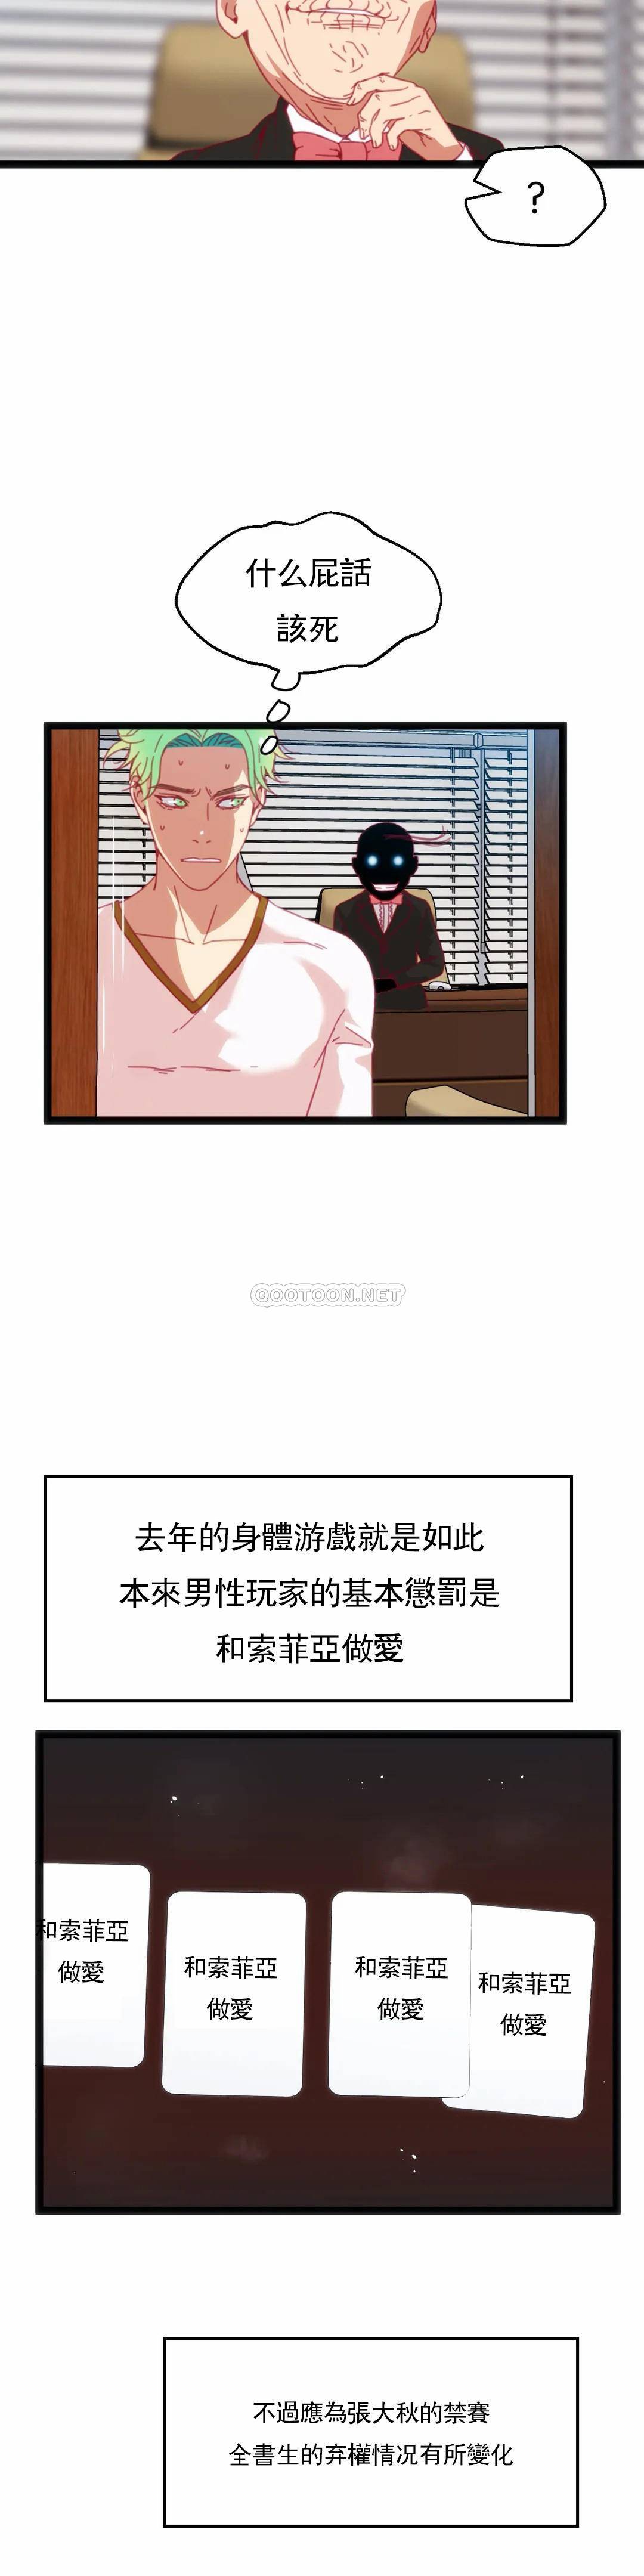 ?
什么屁話
該死
QOOTOON.NET
去年的身體游戲就是如此
本來男性玩家的基本懲罰是
和索菲亞做愛
和索菲亞
做愛
和索菲亞
做愛
和索菲亞
做愛
和索菲亞
做愛
不過應為張大秋的禁賽
全書生的弃權情况有所變化